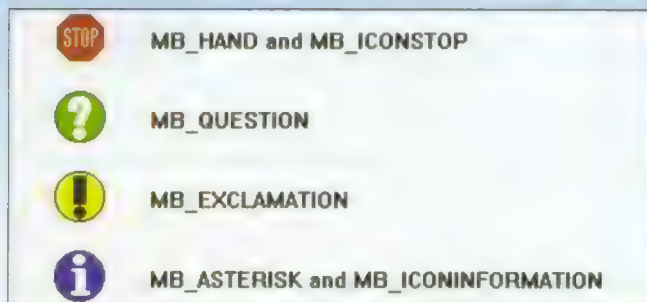 STOP MB_HAND and MB_ICONSTOP
? MB_QUESTION
! MB_EXCLAMATION
i MB_ASTERISK and MB_ICONINFORMATION